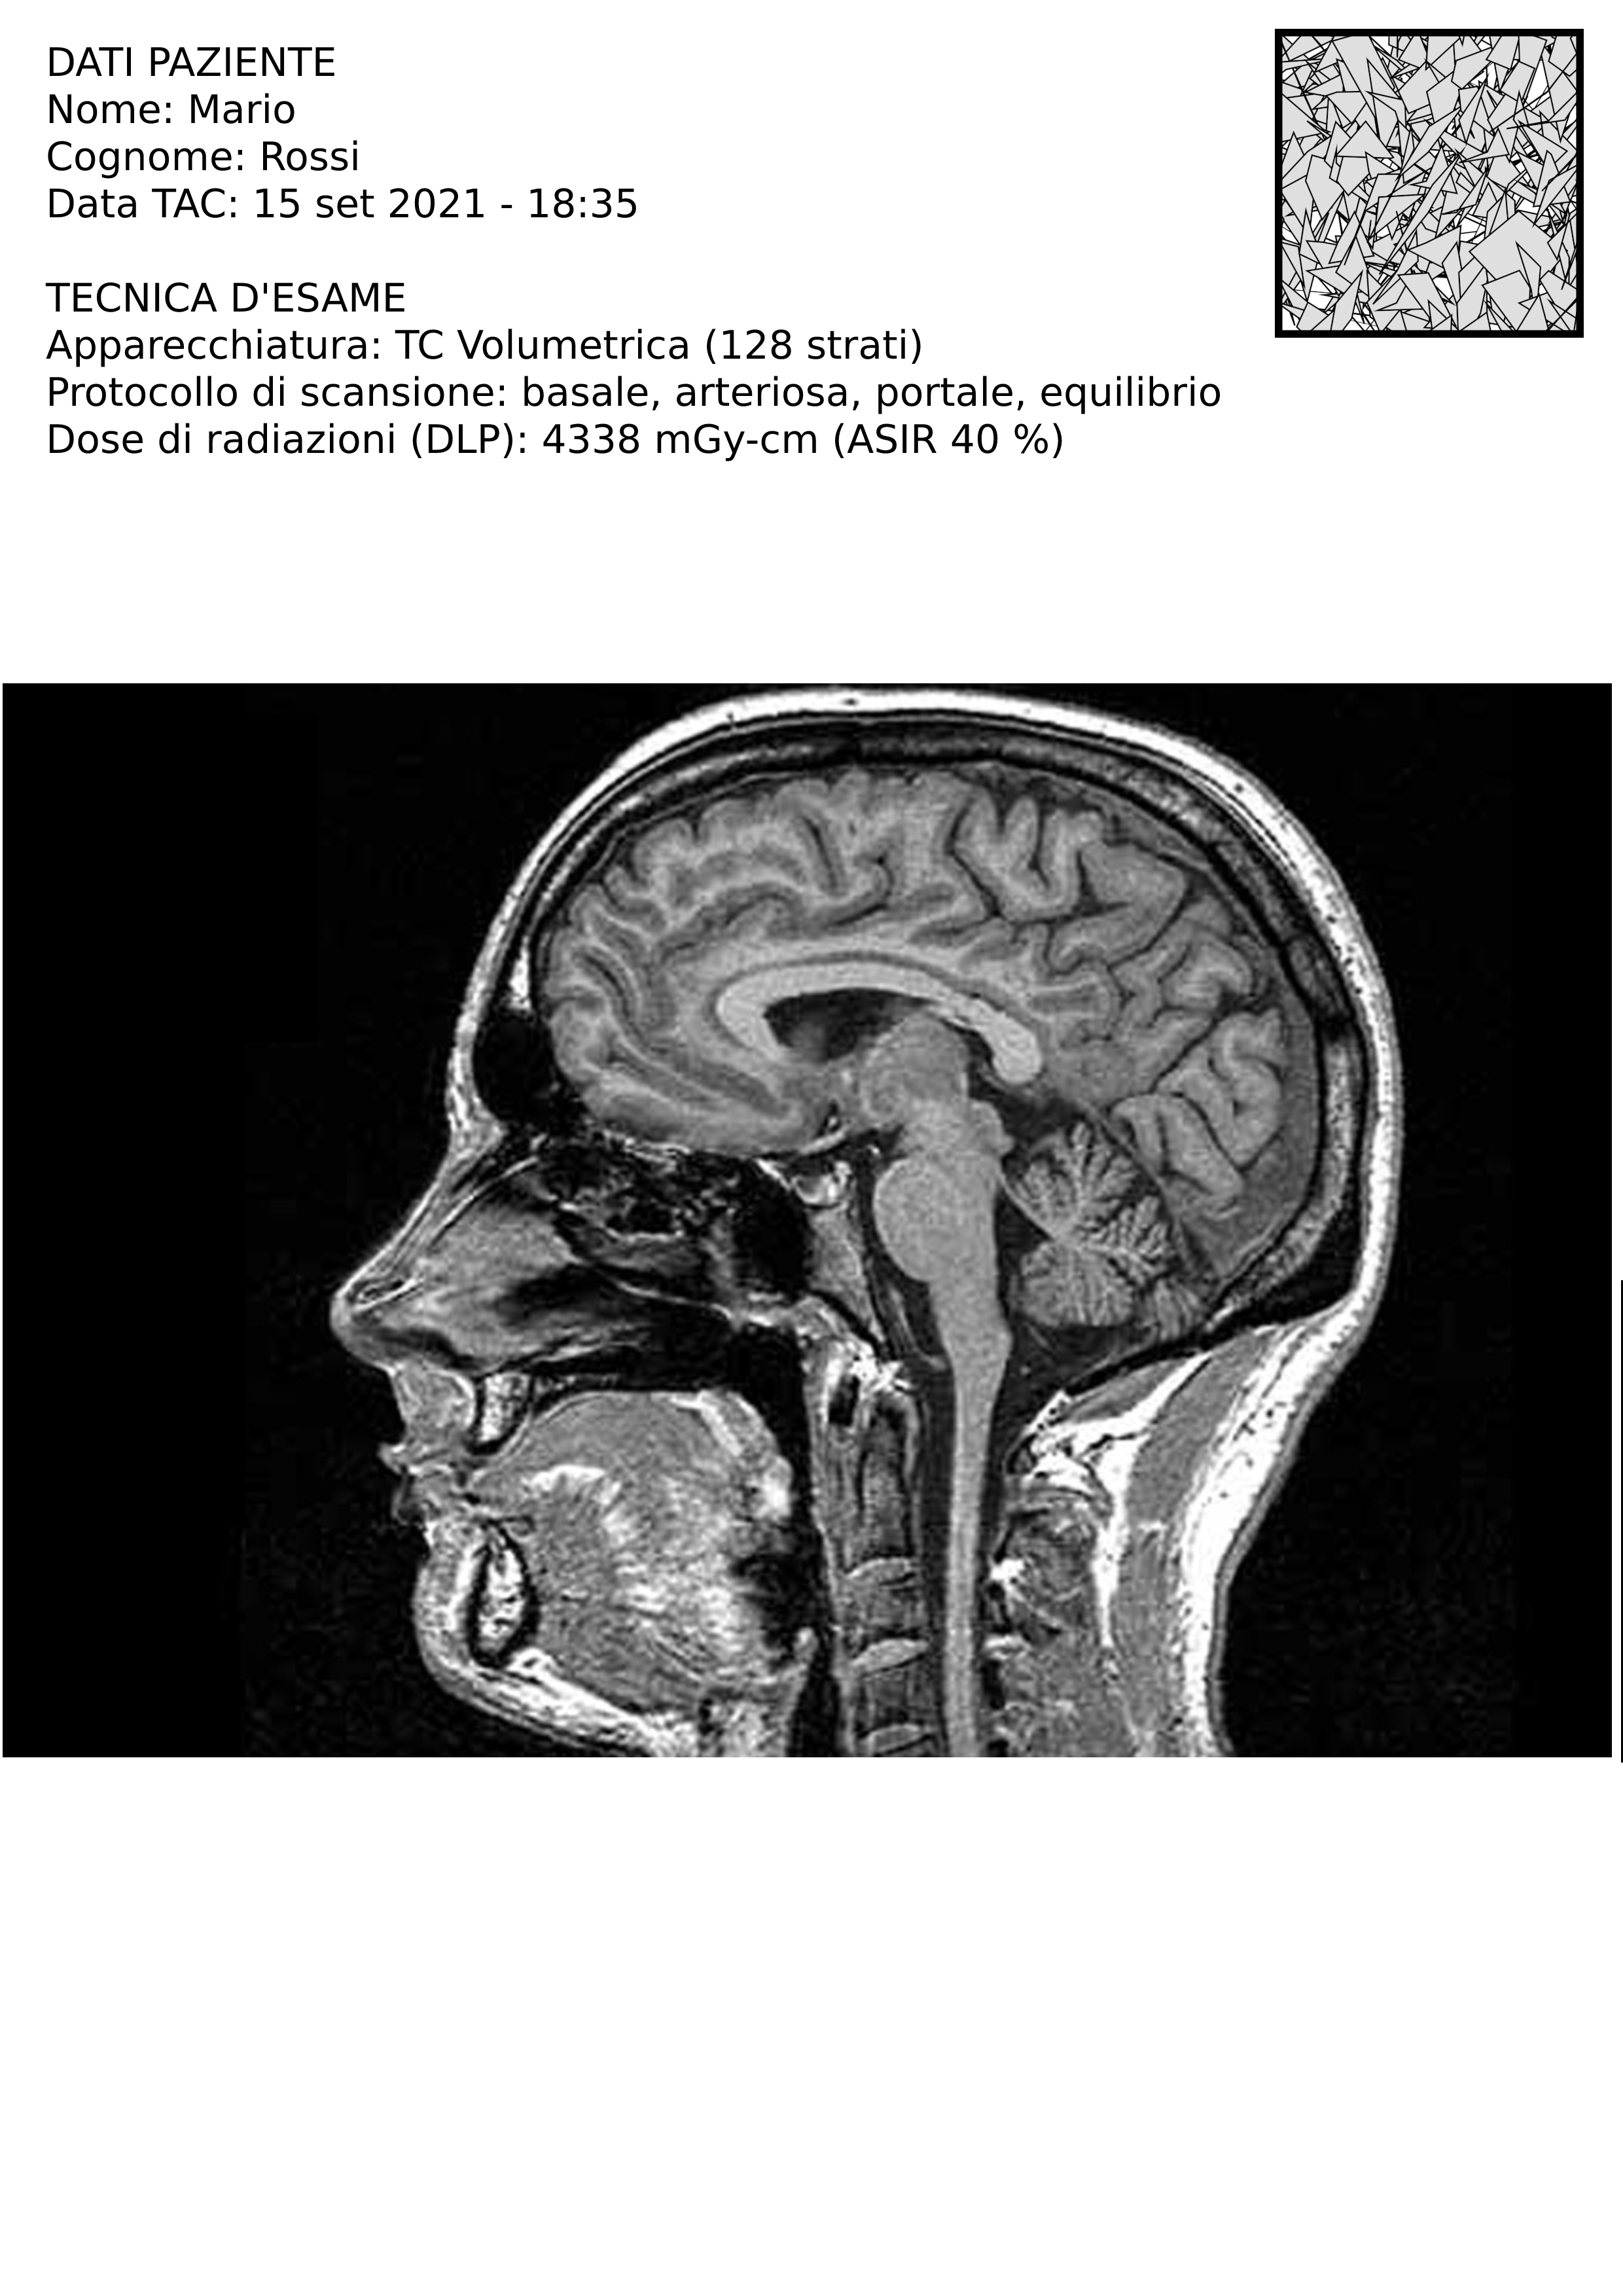 DATI PAZIENTE
Nome: Mario
Cognome: Rossi
Data TAC: 15 set 2021 - 18:35
TECNICA D'ESAME
Apparecchiatura: TC Volumetrica (128 strati)
Protocollo di scansione: basale, arteriosa, portale, equilibrio
Dose di radiazioni (DLP): 4338 mGy-cm (ASIR 40 %)